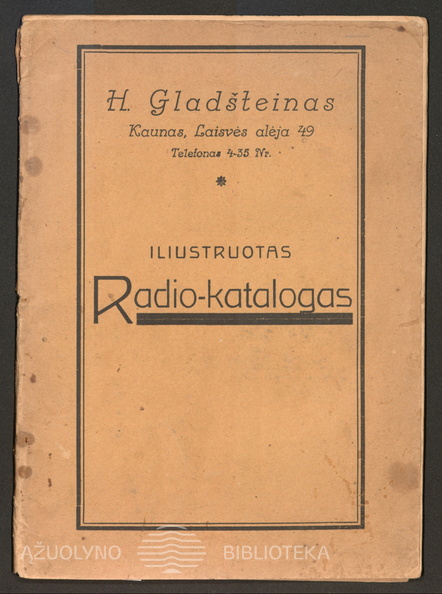 H. Gladšteinas
Kaunas, Laisvės alėja 49
Telefonas 4-35 Nr.
ILIUSTRUOTAS
Radio-katalogas
AŽUOLYNO BIBLIOTEKA